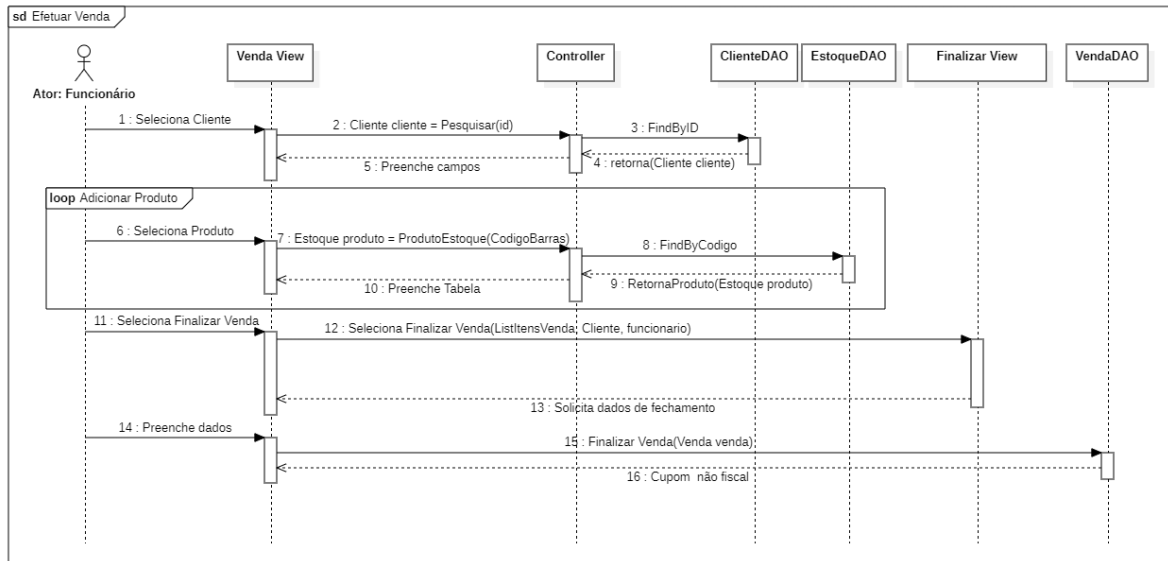 sd Efetuar Venda
Venda View
Controller
ClienteDAO
EstoqueDAO
Finalizar View
VendaDAO
Ator: Funcionário
1 : Seleciona Cliente
2 : Cliente cliente = Pesquisar(id)
3 : FindByID
4 : retorna(Cliente cliente)
5 : Preenche campos
loop Adicionar Produto
6 : Seleciona Produto
7 : Estoque produto = ProdutoEstoque(CodigoBarras)
8 : FindByCodigo
9 : RetornaProduto(Estoque produto)
10 : Preenche Tabela
11 : Seleciona Finalizar Venda
12 : Seleciona Finalizar Venda(ListItensVenda, Cliente, funcionario)
13 : Solicita dados de fechamento
14 : Preenche dados
15 : Finalizar Venda(Venda venda)
16 : Cupom não fiscal